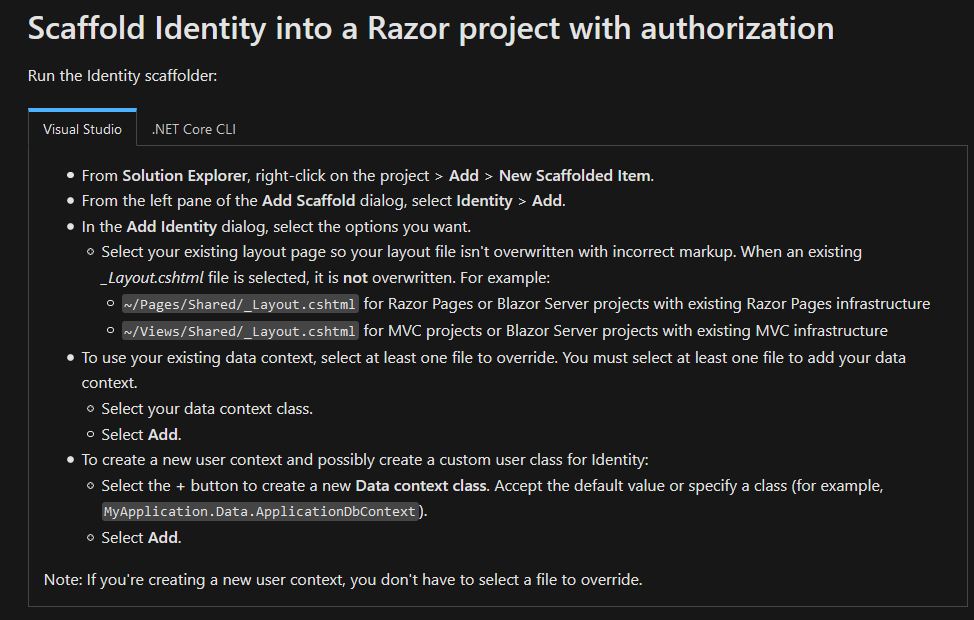 Scaffold Identity into a Razor project with authorization
Run the Identity scaffolder:
Visual Studio
.NET Core CLI
From Solution Explorer, right-click on the project > Add > New Scaffolded Item.
From the left pane of the Add Scaffold dialog, select Identity > Add.
In the Add Identity dialog, select the options you want.
Select your existing layout page so your layout file isn't overwritten with incorrect markup. When an existing
_Layout.cshtml file is selected, it is not overwritten. For example:
~/Pages/Shared/_Layout.cshtml for Razor Pages or Blazor Server projects with existing Razor Pages infrastructure
~/Views/Shared/_Layout.cshtml for MVC projects or Blazor Server projects with existing MVC infrastructure
To use your existing data context, select at least one file to override. You must select at least one file to add your data
context.
Select your data context class.
Select Add.
To create a new user context and possibly create a custom user class for Identity:
Select the + button to create a new Data context class. Accept the default value or specify a class (for example,
MyApplication.Data.ApplicationDbContext).
Select Add.
Note: If you're creating a new user context, you don't have to select a file to override.